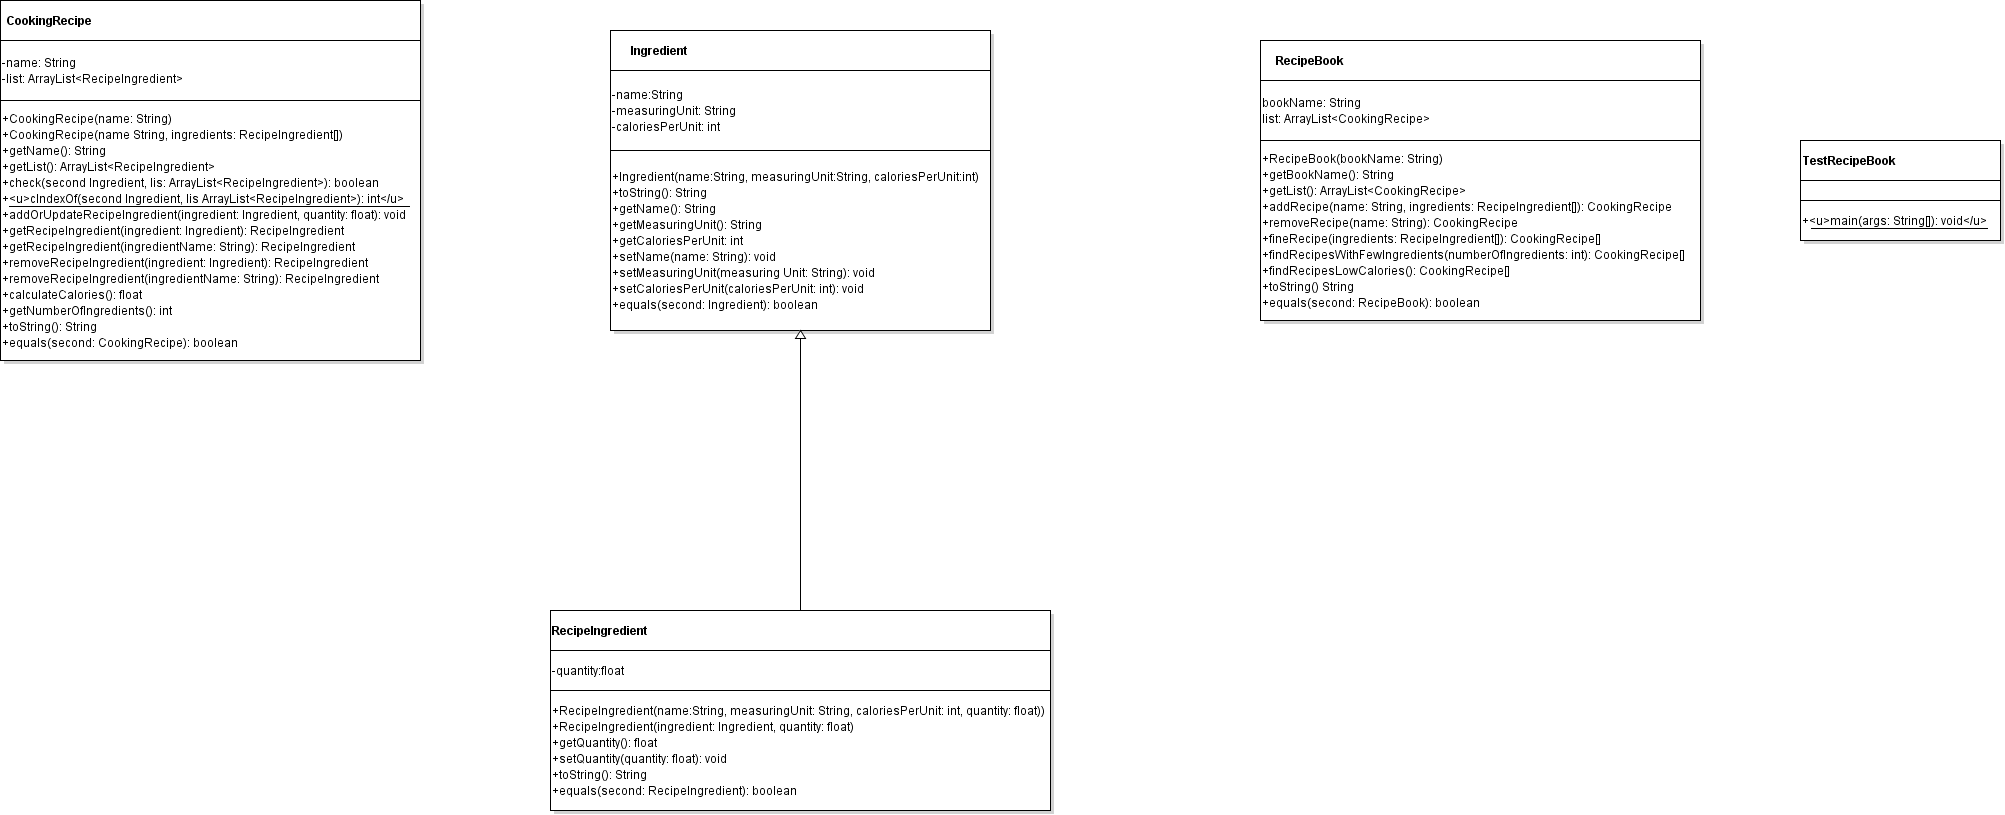 CookingRecipe
-name: String
-list: ArrayList<RecipeIngredient>
+CookingRecipe(name: String)
+CookingRecipe(name String, ingredients: RecipeIngredient[])
+getName(): String
+getList(): ArrayList<RecipeIngredient>
+check(second Ingredient, lis: ArrayList<RecipeIngredient>): boolean
+<u>cIndexOf(second Ingredient, lis ArrayList<RecipeIngredient>): int</u>
+addOrUpdateRecipeIngredient(ingredient: Ingredient, quantity: float): void
+getRecipeIngredient(ingredient: Ingredient): RecipeIngredient
+getRecipeIngredient(ingredientName: String): RecipeIngredient
+removeRecipeIngredient(ingredient: Ingredient): RecipeIngredient
+removeRecipeIngredient(ingredientName: String): RecipeIngredient
+calculateCalories(): float
+getNumberOfIngredients(): int
+toString(): String
+equals(second: CookingRecipe): boolean
Ingredient
-name:String
-measuringUnit: String
-caloriesPerUnit: int
+Ingredient(name:String, measuringUnit:String, caloriesPerUnit:int)
+toString(): String
+getName(): String
+getMeasuringUnit(): String
+getCaloriesPerUnit: int
+setName(name: String): void
+setMeasuringUnit(measuring Unit: String): void
+setCaloriesPerUnit(caloriesPerUnit: int): void
+equals(second: Ingredient): boolean
RecipeBook
bookName: String
list: ArrayList<CookingRecipe>
+RecipeBook(bookName: String)
+getBookName(): String
+getList(): ArrayList<CookingRecipe>
+addRecipe(name: String, ingredients: RecipeIngredient[]): CookingRecipe
+removeRecipe(name: String): CookingRecipe
+fineRecipe(ingredients: RecipeIngredient[]): CookingRecipe[]
+findRecipesWithFewIngredients(numberOfIngredients: int): CookingRecipe[]
+findRecipesLowCalories(): CookingRecipe[]
+toString() String
+equals(second: RecipeBook): boolean
TestRecipeBook
+<u>main(args: String[]): void</u>
RecipeIngredient
-quantity:float
+RecipeIngredient(name:String, measuringUnit: String, caloriesPerUnit: int, quantity: float))
+RecipeIngredient(ingredient: Ingredient, quantity: float)
+getQuantity(): float
+setQuantity(quantity: float): void
+toString(): String
+equals(second: RecipeIngredient): boolean